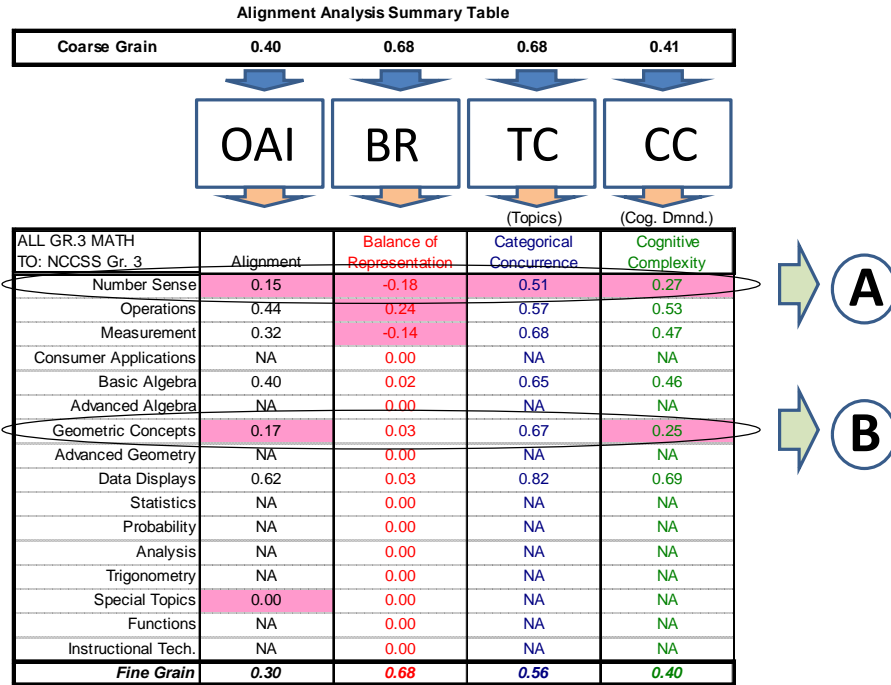 Alignment Analysis Summary Table
Coarse Grain 0.40 0.68 0.68 0.41
OAI BR TC CC
(Topics) (Cog. Dmnd.)
ALL GR.3 MATH Balance of Categorical Cognitive
TO: NCCSS Gr. 3 Alignment Representation Concurrence Complexity
Number Sense 0.15 -0.18 0.51 0.27
A
Operations 0.44 0.24 0.57 0.53
Measurement 0.32 -0.14 0.68 0.47
Consumer Applications NA 0.00 NA NA
Basic Algebra 0.40 0.02 0.65 0.46
Advanced Algebra NA 0.00 NA NA
Geometric Concepts 0.17 0.03 0.67 0.25
B
Advanced Geometry NA 0.00 NA NA
Data Displays 0.62 0.03 0.82 0.69
Statistics NA 0.00 NA NA
Probability NA 0.00 NA NA
Analysis NA 0.00 NA NA
Trigonometry NA 0.00 NA NA
Special Topics 0.00 0.00 NA NA
Functions NA 0.00 NA NA
Instructional Tech. NA 0.00 NA NA
Fine Grain 0.30 0.68 0.56 0.40